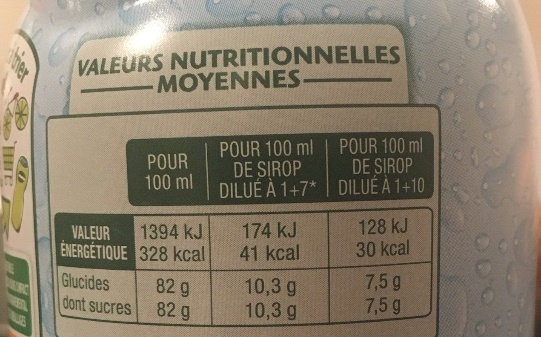 VALEURS NUTRITIONNELLES
MOYENNES
POUR
100 ml
POUR 100 ml
DE SIROP
DILUÉ À 1+7*
POUR 100 ml
DE SIROP
DILUÉ À 1+10
VALEUR
ÉNERGÉTIQUE
1394 kJ
328 kcal
174 kJ
41 kcal
128 kJ
30 kcal
Glucides 82 g 10,3 g 7,5 g
dont sucres 82 g 10,3 g 7,5 g